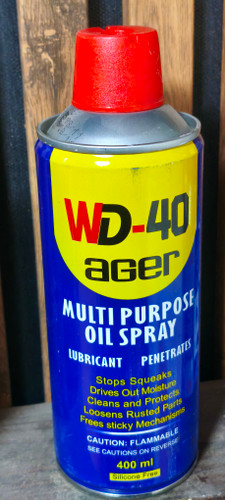 WD-40
ager
MULTI PURPOSE
OIL SPRAY
LUBRICANT PENETRATES
Stops Squeaks
Drives Out Moisture
Cleans and Protects
Loosens Rusted Parts
Frees sticky Mechanisms
CAUTION: FLAMMABLE
SEE CAUTIONS ON REVERSE
400 ml
Silicone Free